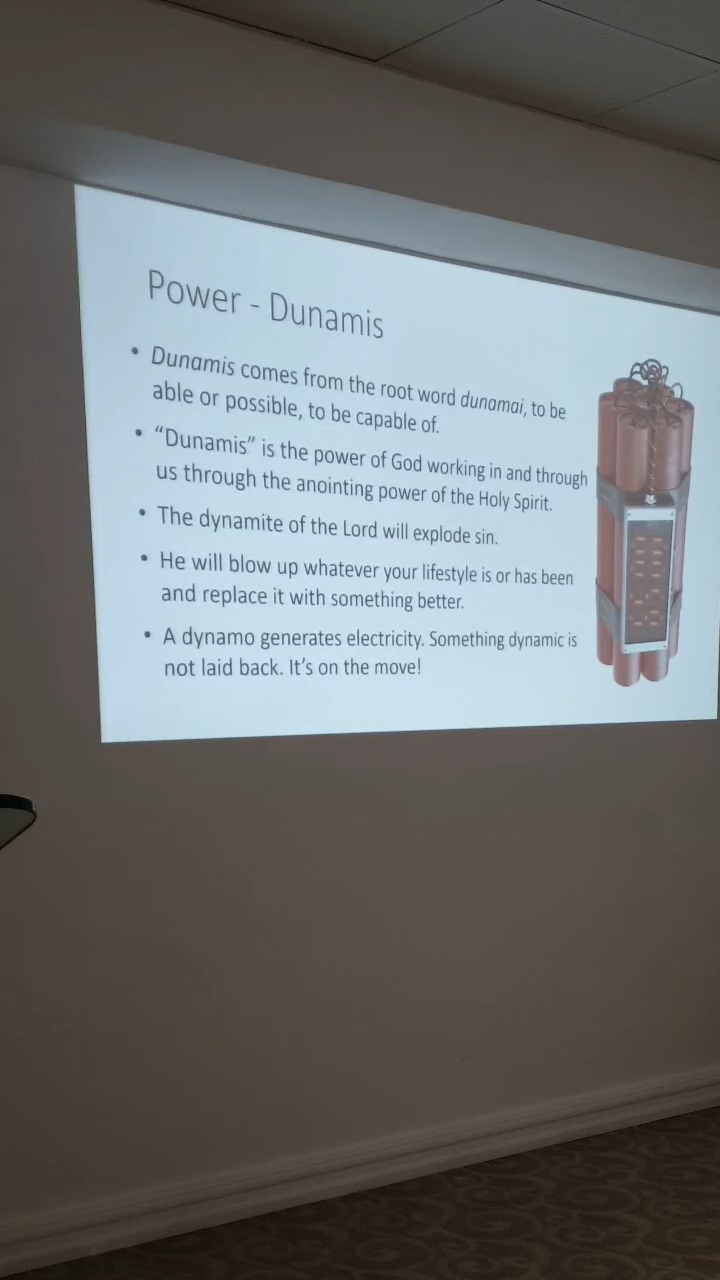 Power - Dunamis
• Dunamis comes from the root word dunamai, to be
able or possible, to be capable of.
• “Dunamis” is the power of God working in and through
us through the anointing power of the Holy Spirit.
• The dynamite of the Lord will explode sin.
• He will blow up whatever your lifestyle is or has been
and replace it with something better.
• A dynamo generates electricity. Something dynamic is
not laid back. It’s on the move!